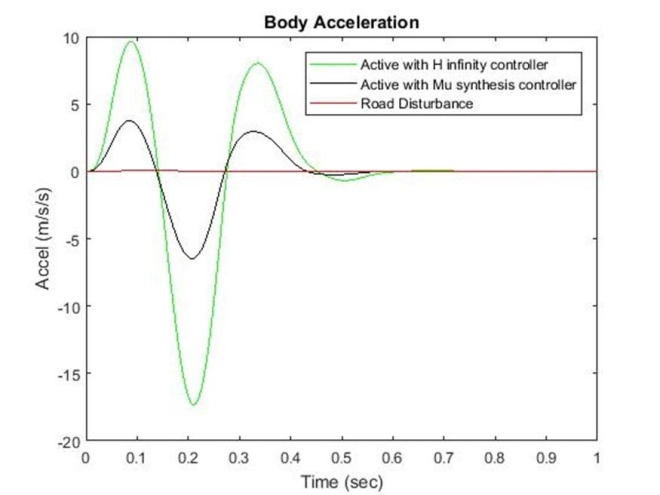 Body Acceleration
10
5
0
-5
-10
-15
-20
Accel (m/s/s)
Active with H infinity controller
Active with Mu synthesis controller
Road Disturbance
0 0.1 0.2 0.3 0.4 0.5 0.6 0.7 0.8 0.9 1
Time (sec)